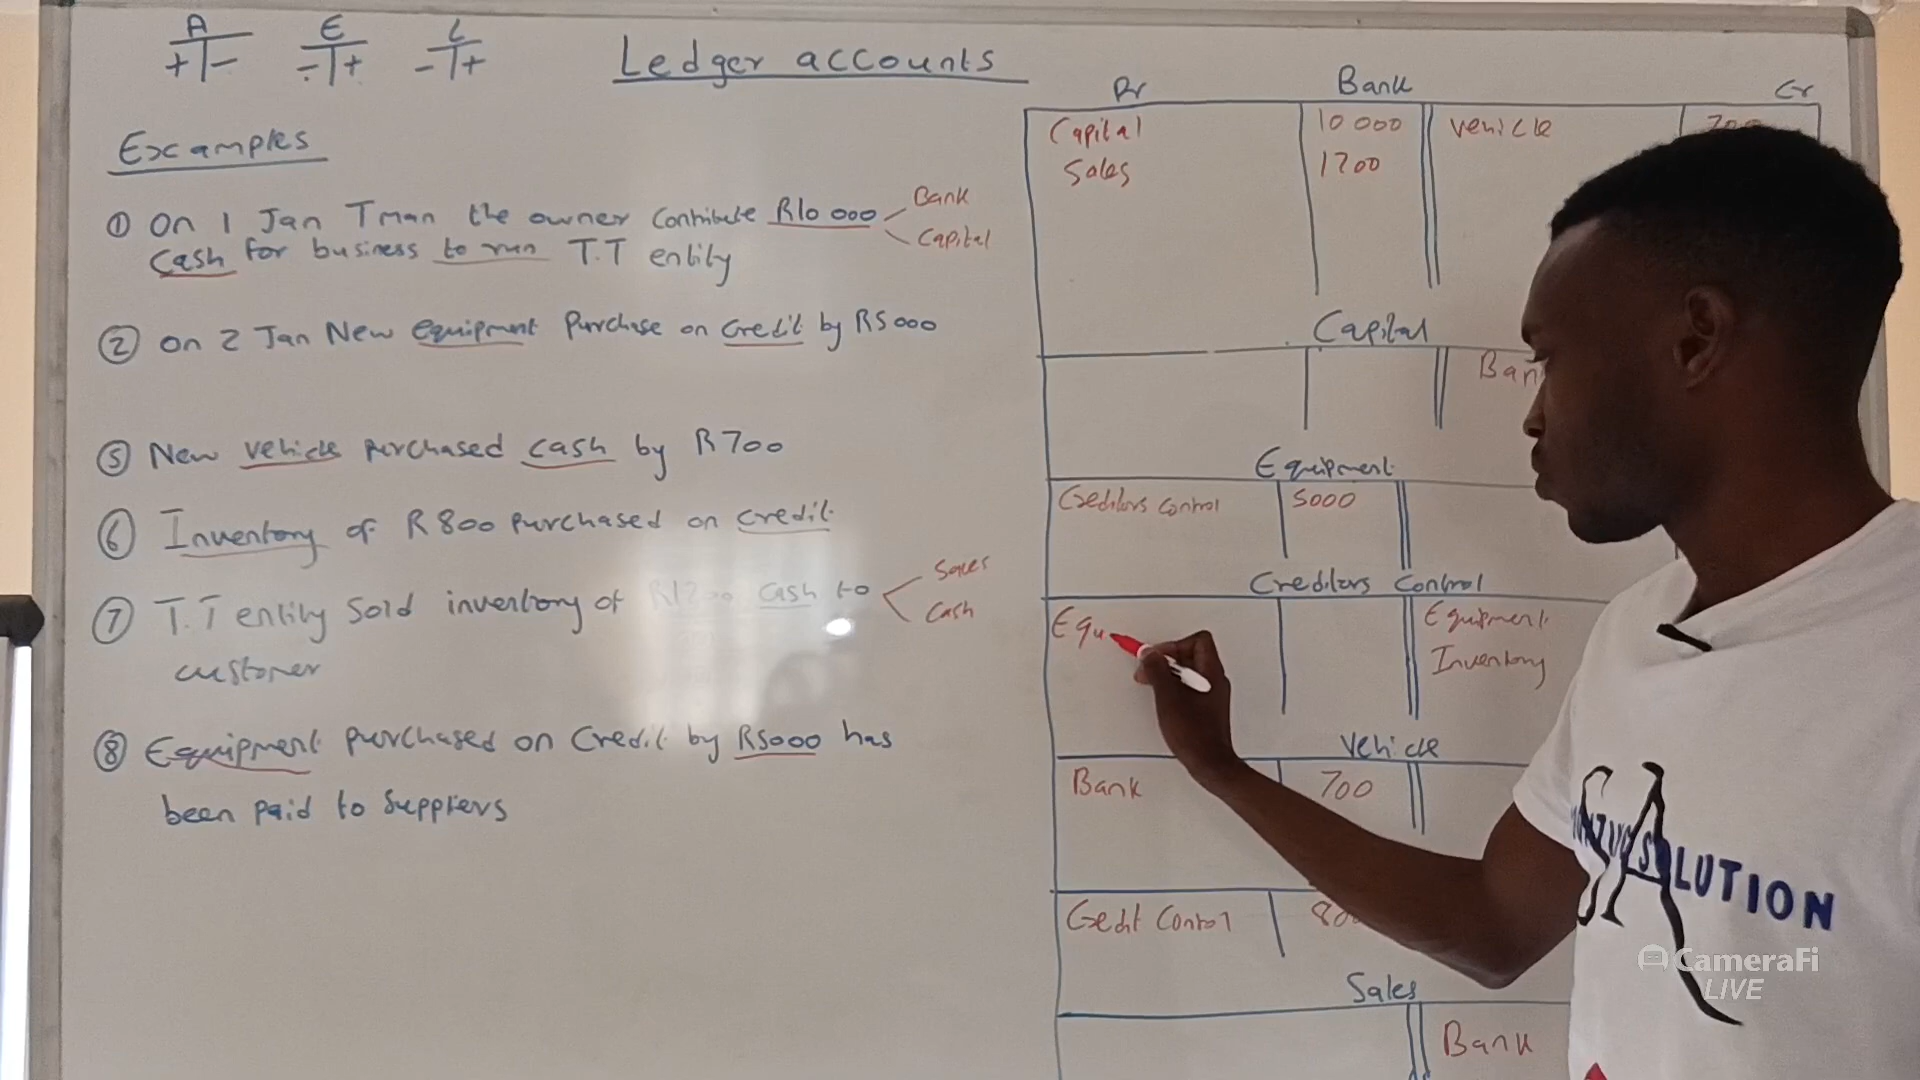 A E L
+ - - + - +
Ledger accounts
Examples
① On 1 Jan Tman the owner contribute R10 000
Bank
Capital
Cash for business to run T.T entity
② on 2 Jan New equipment Purchase on credit by R5000
⑤ New vehicle purchased cash by R700
⑥ Inventory of R800 purchased on credit
⑦ T.T entity Sold inventory of cash to
Sales
Cash
customer
⑧ Equipment purchased on credit by R5000 has
been paid to Suppliers
Dr Bank Cr
Capital 10 000 vehicle 700
Sales 1200
Capital
Ban
Equipment
Creditors control 5000
Creditors control
Equ Equipment
Inventory
Vehicle
Bank 700
Credit control
Sales
Bank
SOLUTION
CameraFi
LIVE